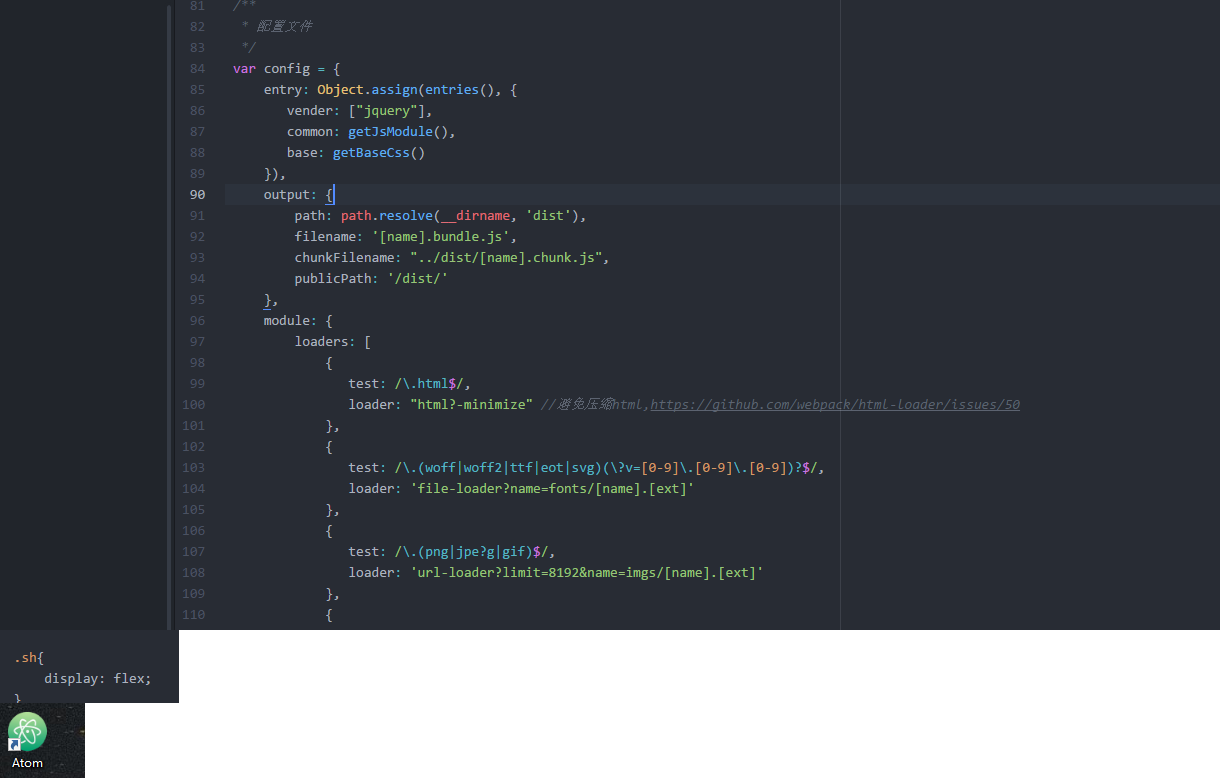 81 /**
82  * 配置文件
83  */
84 var config = {
85     entry: Object.assign(entries(), {
86        vender: ["jquery"],
87        common: getJsModule(),
88        base: getBaseCss()
89     }),
90     output: {
91         path: path.resolve(__dirname, 'dist'),
92         filename: '[name].bundle.js',
93         chunkFilename: "../dist/[name].chunk.js",
94         publicPath: '/dist/'
95     },
96     module: {
97         loaders: [
98             {
99                test: /\.html$/,
100                loader: "html?-minimize" //避免压缩html,https://github.com/webpack/html-loader/issues/50
101             },
102             {
103                test: /\.(woff|woff2|ttf|eot|svg)(\?v=[0-9]\.[0-9]\.[0-9])?$/,
104                loader: 'file-loader?name=fonts/[name].[ext]'
105             },
106             {
107                test: /\.(png|jpe?g|gif)$/,
108                loader: 'url-loader?limit=8192&name=imgs/[name].[ext]'
109             },
110             {
.sh{
    display: flex;
}
Atom